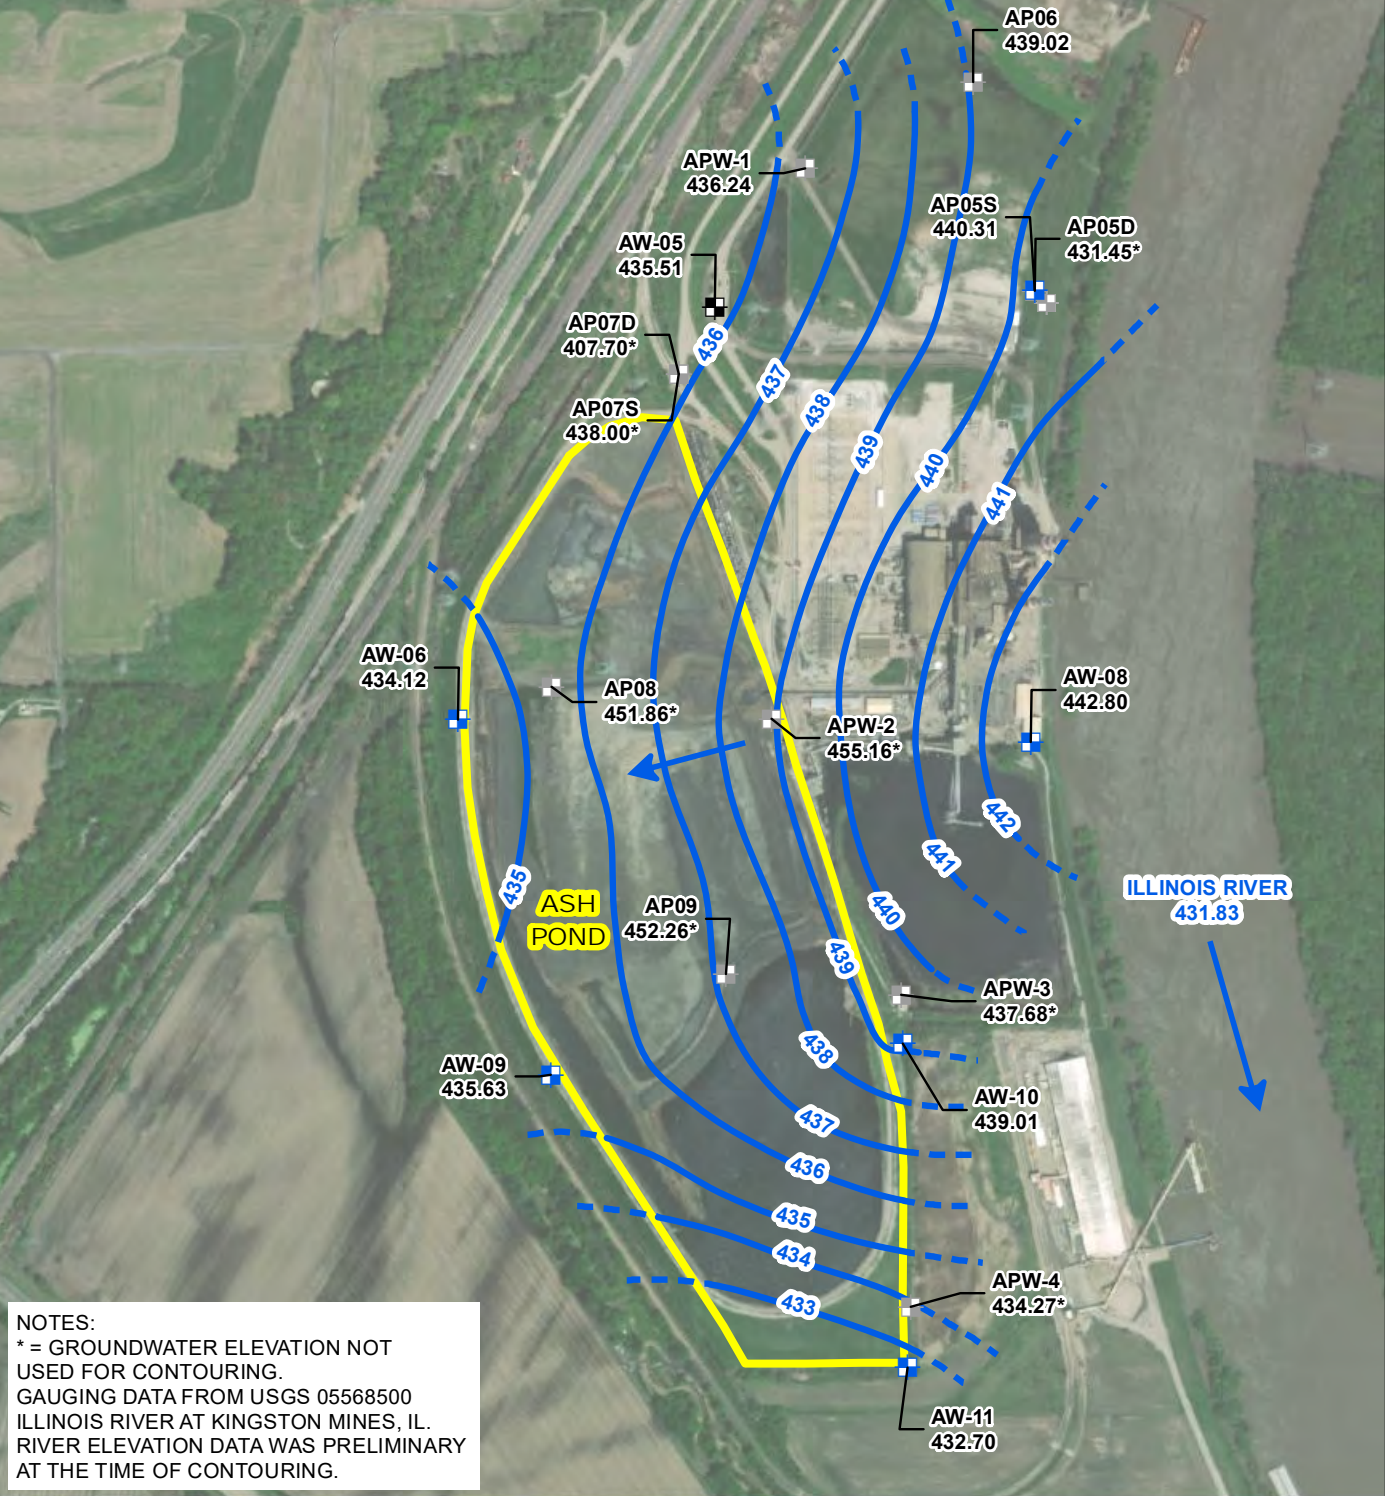 AP06
439.02
APW-1
436.24
AP05S
440.31
AP05D
431.45*
AW-05
435.51
AP07D
407.70*
436
437
438
AP07S
438.00*
439
440
441
AW-06
434.12
AP08
451.86*
AW-08
442.80
APW-2
455.16*
442
441
435
ASH
POND
AP09
452.26*
440
ILLINOIS RIVER
431.83
439
APW-3
437.68*
438
AW-09
435.63
AW-10
439.01
437
436
435
434
433
APW-4
434.27*
AW-11
432.70
NOTES:
* = GROUNDWATER ELEVATION NOT
USED FOR CONTOURING.
GAUGING DATA FROM USGS 05568500
ILLINOIS RIVER AT KINGSTON MINES, IL.
RIVER ELEVATION DATA WAS PRELIMINARY
AT THE TIME OF CONTOURING.